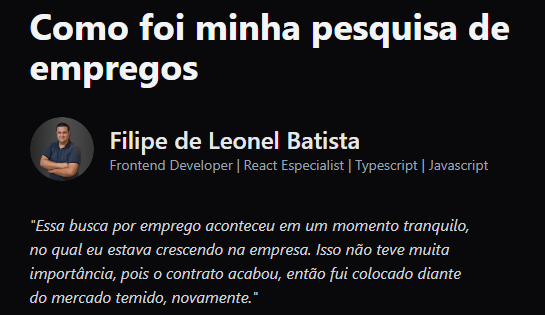 Como foi minha pesquisa de
empregos
Filipe de Leonel Batista
Frontend Developer | React Especialist | Typescript | Javascript
"Essa busca por emprego aconteceu em um momento tranquilo,
no qual eu estava crescendo na empresa. Isso não teve muita
importância, pois o contrato acabou, então fui colocado diante
do mercado temido, novamente."